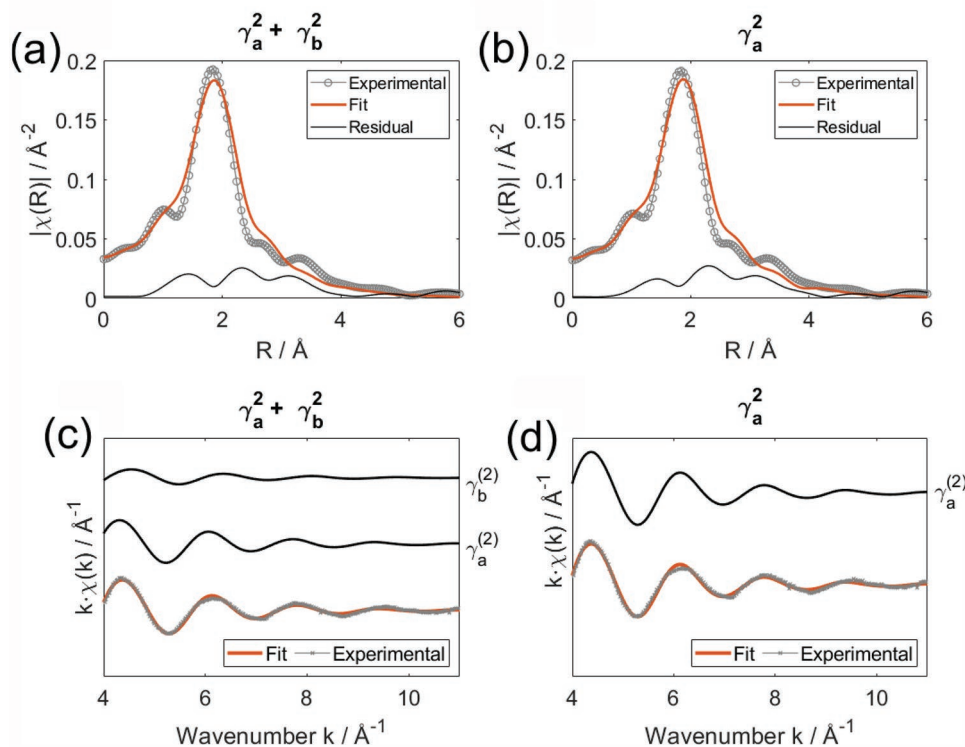 (a)
γₐ² + γ_b²
|χ(R)| / Å⁻²
0.2
0.15
0.1
0.05
0
Experimental
Fit
Residual
0 2 4 6
R / Å
(b)
γₐ²
|χ(R)| / Å⁻²
0.2
0.15
0.1
0.05
0
Experimental
Fit
Residual
0 2 4 6
R / Å
(c)
γₐ² + γ_b²
k·χ(k) / Å⁻¹
γ_b⁽²⁾
γₐ⁽²⁾
Fit Experimental
4 6 8 10
Wavenumber k / Å⁻¹
(d)
γₐ²
k·χ(k) / Å⁻¹
γₐ⁽²⁾
Fit Experimental
4 6 8 10
Wavenumber k / Å⁻¹